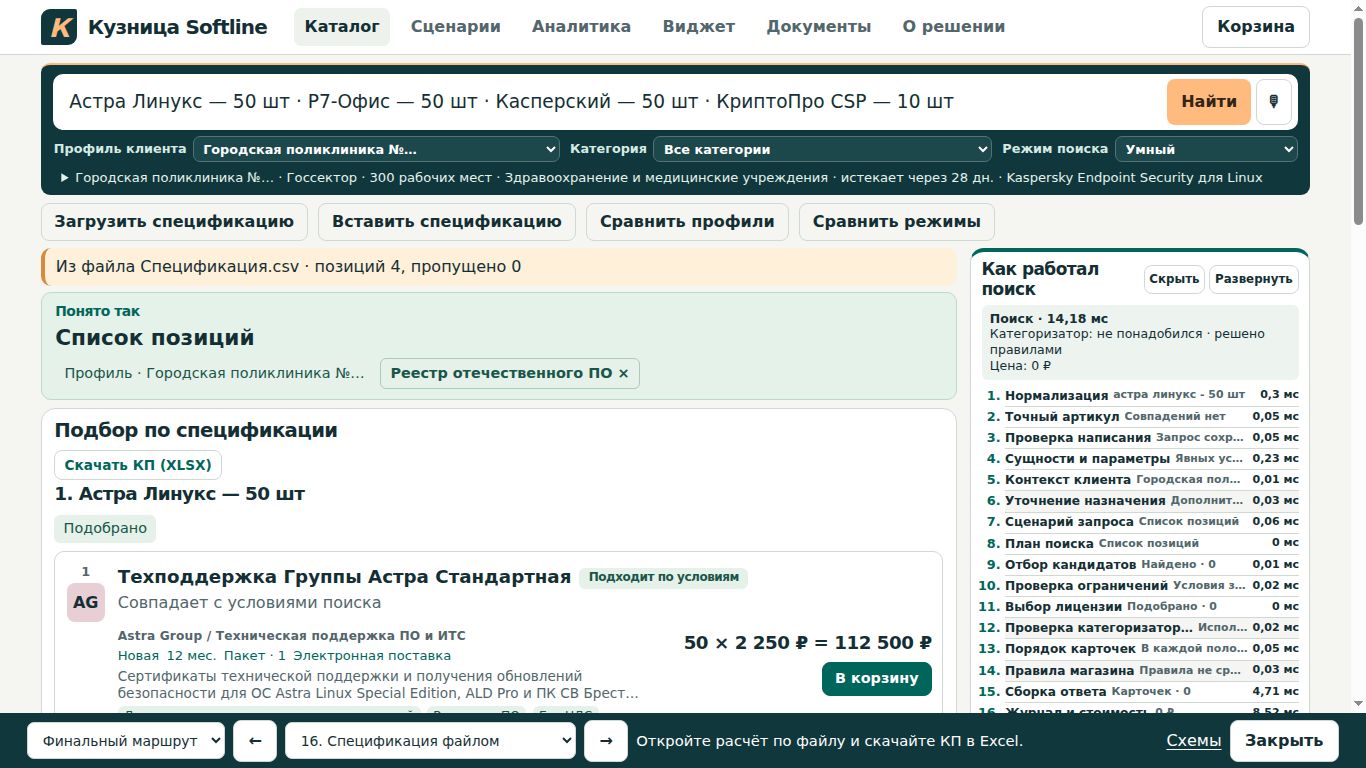 К Кузница Softline Каталог Сценарии Аналитика Виджет Документы О решении Корзина
Астра Линукс — 50 шт · Р7-Офис — 50 шт · Касперский — 50 шт · КриптоПро CSP — 10 шт Найти
Профиль клиента Городская поликлиника №… Категория Все категории Режим поиска Умный
Городская поликлиника №… · Госсектор · 300 рабочих мест · Здравоохранение и медицинские учреждения · истекает через 28 дн. · Kaspersky Endpoint Security для Linux
Загрузить спецификацию Вставить спецификацию Сравнить профили Сравнить режимы
Из файла Спецификация.csv · позиций 4, пропущено 0
Понято так
Список позиций
Профиль · Городская поликлиника №… Реестр отечественного ПО ×
Подбор по спецификации
Скачать КП (XLSX)
1. Астра Линукс — 50 шт
Подобрано
1
AG
Техподдержка Группы Астра Стандартная Подходит по условиям
Совпадает с условиями поиска
Astra Group / Техническая поддержка ПО и ИТС
Новая 12 мес. Пакет · 1 Электронная поставка
Сертификаты технической поддержки и получения обновлений
безопасности для ОС Astra Linux Special Edition, ALD Pro и ПК СВ Брест…
50 × 2 250 ₽ = 112 500 ₽
В корзину
Как работал
поиск
Скрыть Развернуть
Поиск · 14,18 мс
Категоризатор: не понадобился · решено
правилами
Цена: 0 ₽
1. Нормализация астра линукс - 50 шт 0,3 мс
2. Точный артикул Совпадений нет 0,05 мс
3. Проверка написания Запрос сохр… 0,05 мс
4. Сущности и параметры Явных ус… 0,23 мс
5. Контекст клиента Городская пол… 0,01 мс
6. Уточнение назначения Дополнит… 0,03 мс
7. Сценарий запроса Список позиций 0,06 мс
8. План поиска Список позиций 0 мс
9. Отбор кандидатов Найдено · 0 0,01 мс
10. Проверка ограничений Условия з… 0,02 мс
11. Выбор лицензии Подобрано · 0 0 мс
12. Проверка категоризатор… Испол… 0,02 мс
13. Порядок карточек В каждой поло… 0,05 мс
14. Правила магазина Правила не ср… 0,03 мс
15. Сборка ответа Карточек · 0 4,71 мс
16. Журнал и стоимость 0 ₽ 8,52 мс
Финальный маршрут ← 16. Спецификация файлом → Откройте расчёт по файлу и скачайте КП в Excel. Схемы Закрыть